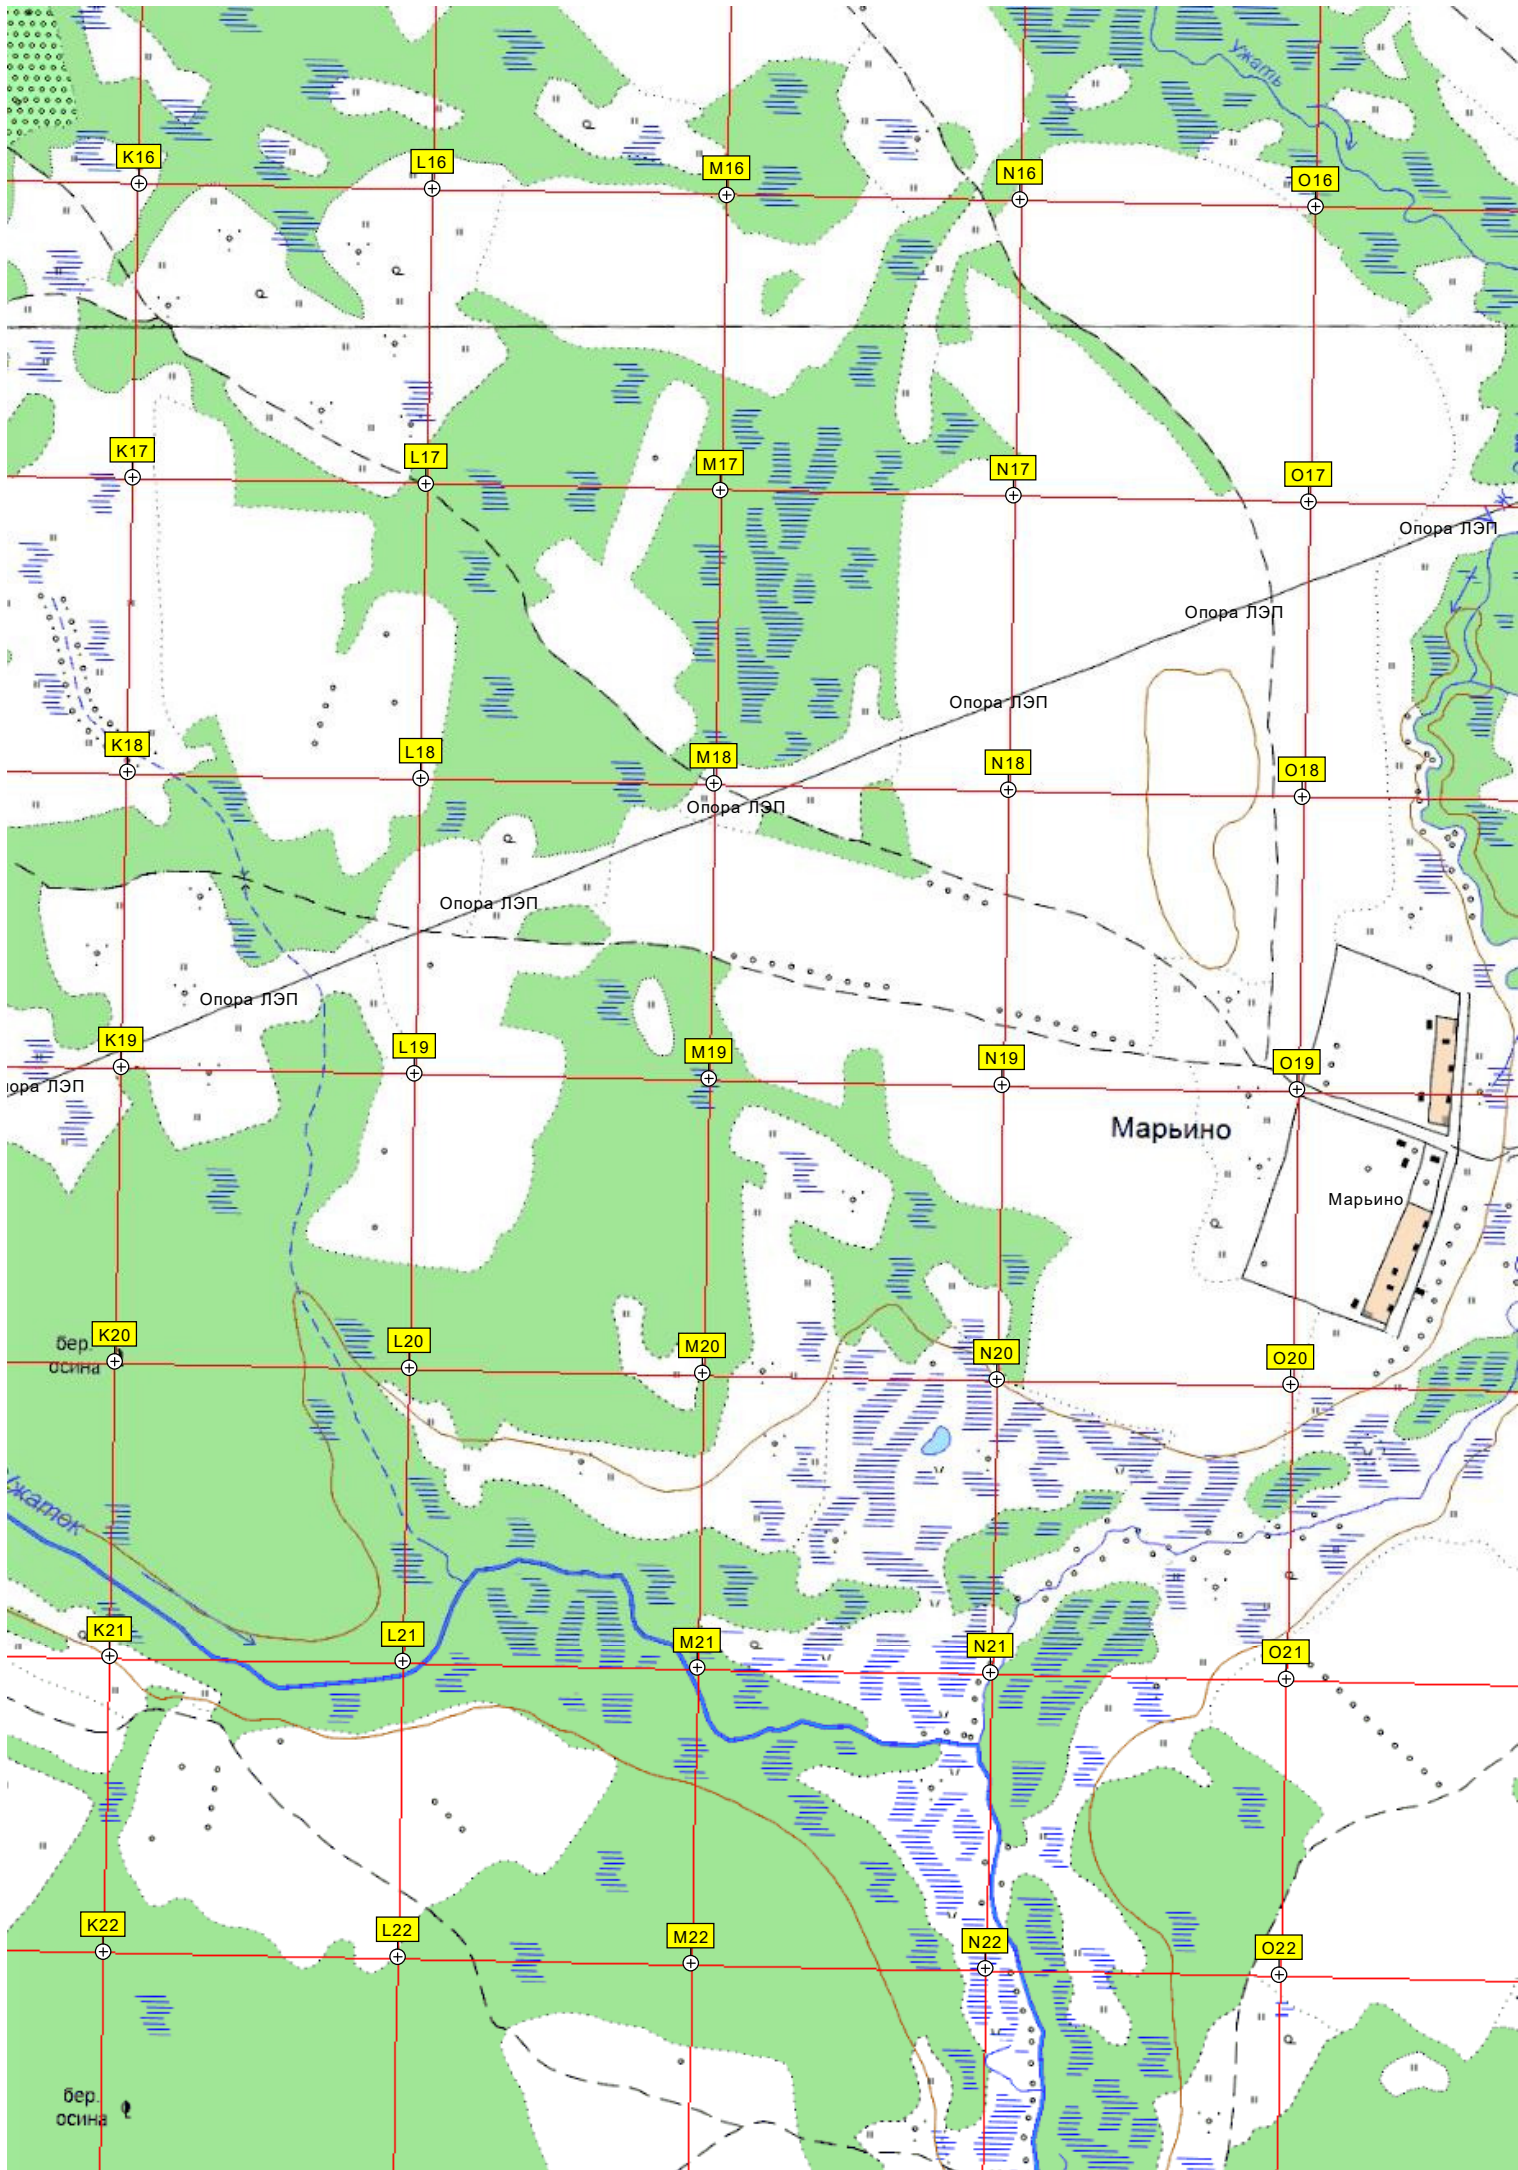 Ужать
K16
L16
M16
N16
O16
K17
L17
M17
N17
O17
Опора ЛЭП
Опора ЛЭП
Опора ЛЭП
K18
L18
M18
N18
O18
Опора ЛЭП
Опора ЛЭП
Опора ЛЭП
K19
L19
M19
N19
O19
ора ЛЭП
Марьино
Марьино
K20
L20
M20
N20
O20
бер.
осина
жаток
K21
L21
M21
N21
O21
K22
L22
M22
N22
O22
бер.
осина